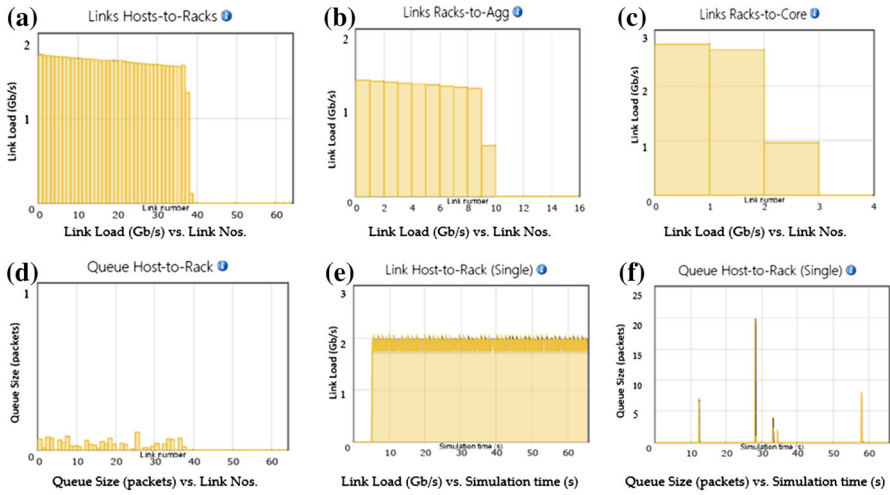 (a) Links Hosts-to-Racks i
2
1
0
Link Load (Gb/s)
0 10 20 30 40 50 60
Link number
Link Load (Gb/s) vs. Link Nos.
(b) Links Racks-to-Agg i
2
1
0
Link Load (Gb/s)
0 2 4 6 8 10 12 14 16
Link number
Link Load (Gb/s) vs. Link Nos.
(c) Links Racks-to-Core i
3
2
1
0
Link Load (Gb/s)
0 1 2 3 4
Link number
Link Load (Gb/s) vs. Link Nos.
(d) Queue Host-to-Rack i
1
0
Queue Size (packets)
0 10 20 30 40 50 60
Link number
Queue Size (packets) vs. Link Nos.
(e) Link Host-to-Rack (Single) i
3
2
1
0
Link Load (Gb/s)
0 10 20 30 40 50 60
Simulation time (s)
Link Load (Gb/s) vs. Simulation time (s)
(f) Queue Host-to-Rack (Single) i
25
20
15
10
5
Queue Size (packets)
0 10 20 30 40 50 60
Simulation time (s)
Queue Size (packets) vs. Simulation time (s)